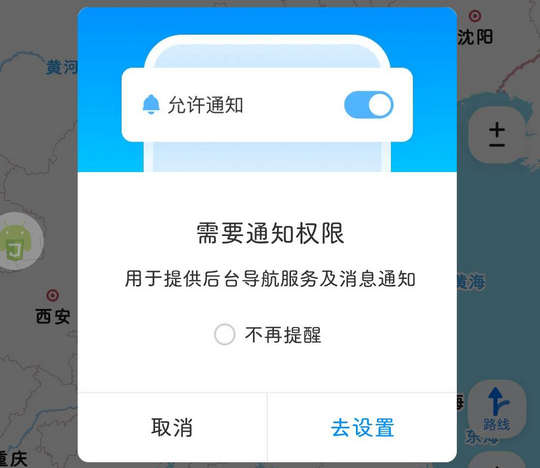 沈阳
黄河
允许通知
需要通知权限
用于提供后台导航服务及消息通知
黄海
西安
不再提醒
海
路线
取消
去设置
东海
重庆